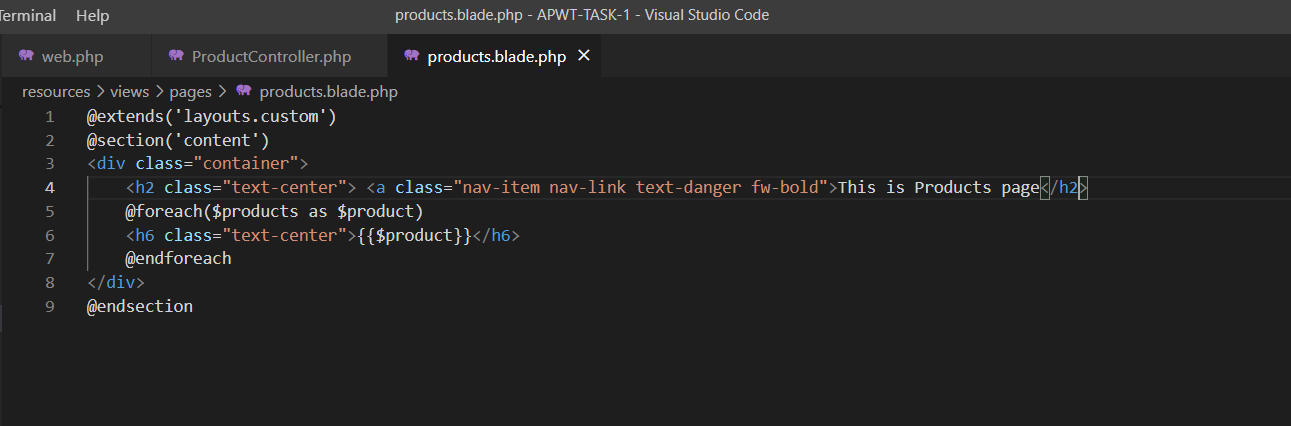 Terminal Help products.blade.php - APWT-TASK-1 - Visual Studio Code
web.php ProductController.php products.blade.php ×
resources > views > pages > products.blade.php
1 @extends('layouts.custom')
2 @section('content')
3 <div class="container">
4     <h2 class="text-center"> <a class="nav-item nav-link text-danger fw-bold">This is Products page</h2>
5     @foreach($products as $product)
6     <h6 class="text-center">{{$product}}</h6>
7     @endforeach
8 </div>
9 @endsection